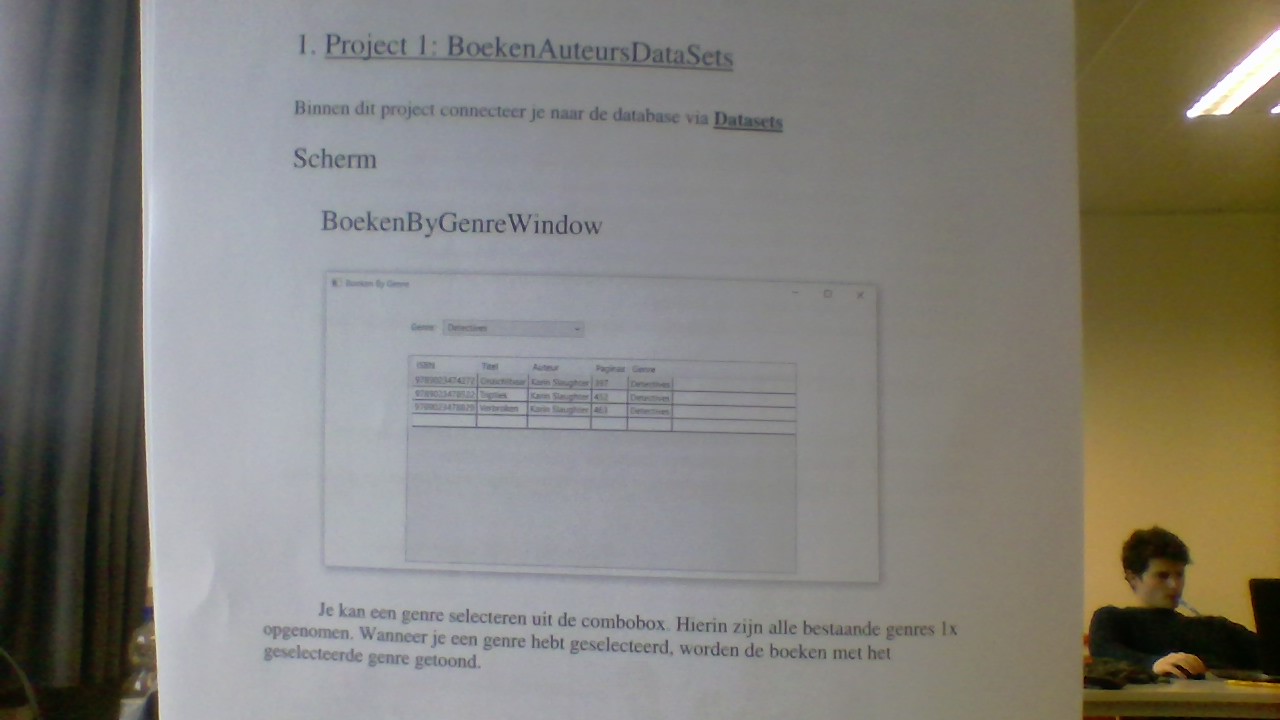 1. Project 1: BoekenAuteursDataSets
Binnen dit project connecteer je naar de database via Datasets
Scherm
BoekenByGenreWindow
Boeken By Genre
Genre: Detectives
ISBN Titel Auteur Paginas Genre
9789023474272 Onzichtbaar Karin Slaughter 397 Detectives
Triptiek Karin Slaughter 432 Detectives
Verbroken Karin Slaughter 463 Detectives
Je kan een genre selecteren uit de combobox. Hierin zijn alle bestaande genres 1x
opgenomen. Wanneer je een genre hebt geselecteerd, worden de boeken met het
geselecteerde genre getoond.